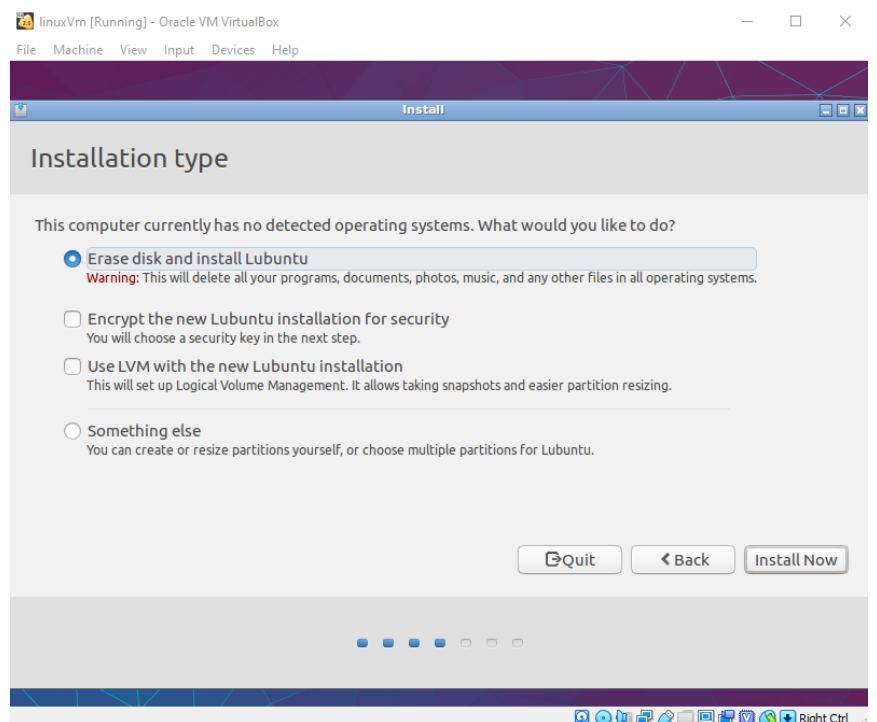 linuxVm [Running] - Oracle VM VirtualBox
File Machine View Input Devices Help
Install
Installation type
This computer currently has no detected operating systems. What would you like to do?
Erase disk and install Lubuntu
Warning: This will delete all your programs, documents, photos, music, and any other files in all operating systems.
Encrypt the new Lubuntu installation for security
You will choose a security key in the next step.
Use LVM with the new Lubuntu installation
This will set up Logical Volume Management. It allows taking snapshots and easier partition resizing.
Something else
You can create or resize partitions yourself, or choose multiple partitions for Lubuntu.
Quit Back Install Now
Right Ctrl